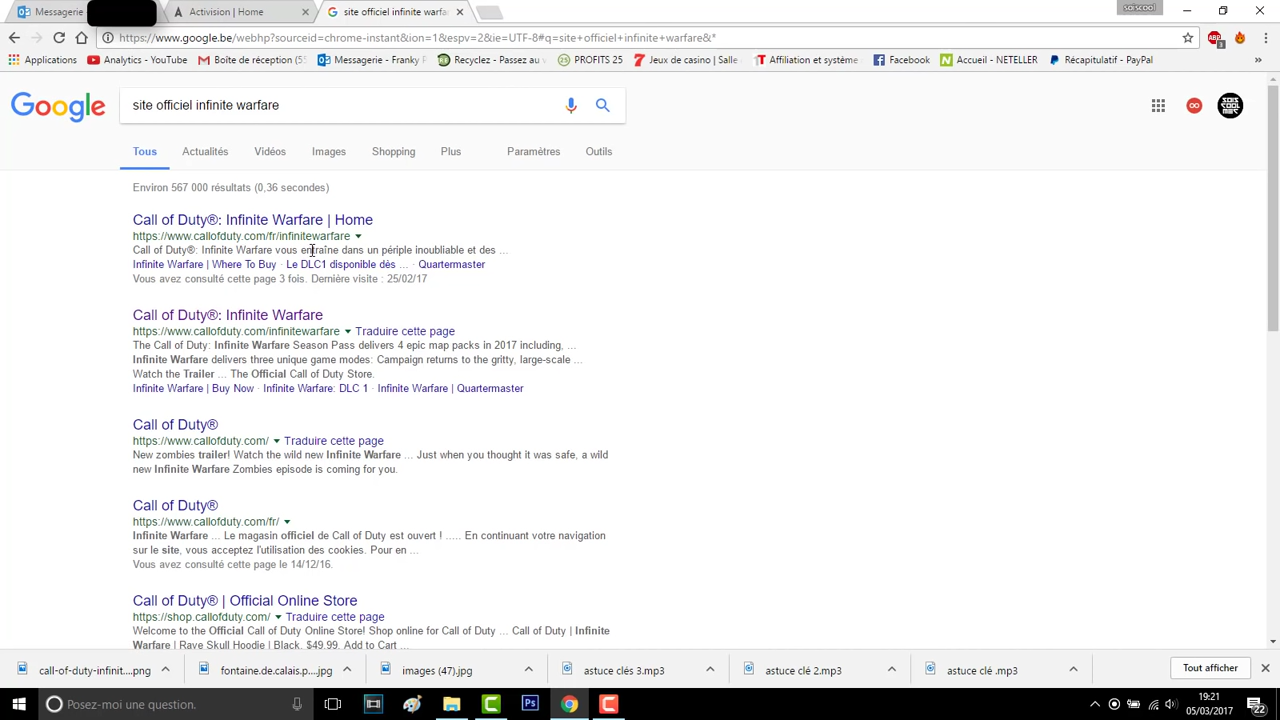 Messagerie
Activision | Home
site officiel infinite warfar
soiscool
https://www.google.be/webhp?sourceid=chrome-instant&ion=1&espv=2&ie=UTF-8#q=site+officiel+infinite+warfare&*
Applications Analytics - YouTube Boîte de réception (55 Messagerie - Franky P Recyclez - Passez au v PROFITS 25 Jeux de casino | Salle Affiliation et système Facebook Accueil - NETELLER Récapitulatif - PayPal »
Google
site officiel infinite warfare
Tous Actualités Vidéos Images Shopping Plus Paramètres Outils
Environ 567 000 résultats (0,36 secondes)
Call of Duty®: Infinite Warfare | Home
https://www.callofduty.com/fr/infinitewarfare
Call of Duty®: Infinite Warfare vous entraîne dans un périple inoubliable et des ...
Infinite Warfare | Where To Buy · Le DLC1 disponible dès ... · Quartermaster
Vous avez consulté cette page 3 fois. Dernière visite : 25/02/17
Call of Duty®: Infinite Warfare
https://www.callofduty.com/infinitewarfare Traduire cette page
The Call of Duty: Infinite Warfare Season Pass delivers 4 epic map packs in 2017 including, ...
Infinite Warfare delivers three unique game modes: Campaign returns to the gritty, large-scale ...
Watch the Trailer ... The Official Call of Duty Store.
Infinite Warfare | Buy Now · Infinite Warfare: DLC 1 · Infinite Warfare | Quartermaster
Call of Duty®
https://www.callofduty.com/ Traduire cette page
New zombies trailer! Watch the wild new Infinite Warfare ... Just when you thought it was safe, a wild
new Infinite Warfare Zombies episode is coming for you.
Call of Duty®
https://www.callofduty.com/fr/
Infinite Warfare ... Le magasin officiel de Call of Duty est ouvert ! ..... En continuant votre navigation
sur le site, vous acceptez l'utilisation des cookies. Pour en ...
Vous avez consulté cette page le 14/12/16.
Call of Duty® | Official Online Store
https://shop.callofduty.com/ Traduire cette page
Welcome to the Official Call of Duty Online Store! Shop online for Call of Duty ... Call of Duty | Infinite
Warfare | Rave Skull Hoodie | Black. $49.99. Add to Cart ...
call-of-duty-infinit....png fontaine.de.calais.p....jpg images (47).jpg astuce clés 3.mp3 astuce clé 2.mp3 astuce clé .mp3 Tout afficher
Posez-moi une question.
19:21
05/03/2017
22